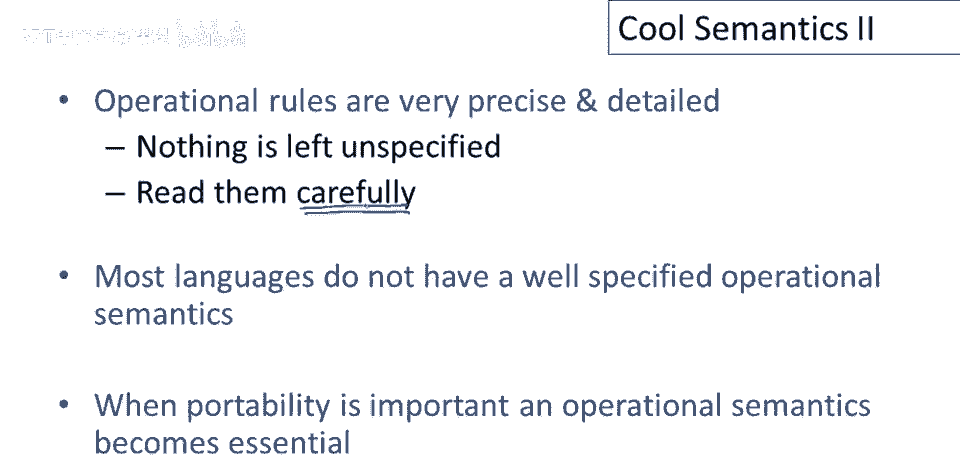 Cool Semantics II
• Operational rules are very precise & detailed
– Nothing is left unspecified
– Read them carefully
• Most languages do not have a well specified operational
semantics
• When portability is important an operational semantics
becomes essential